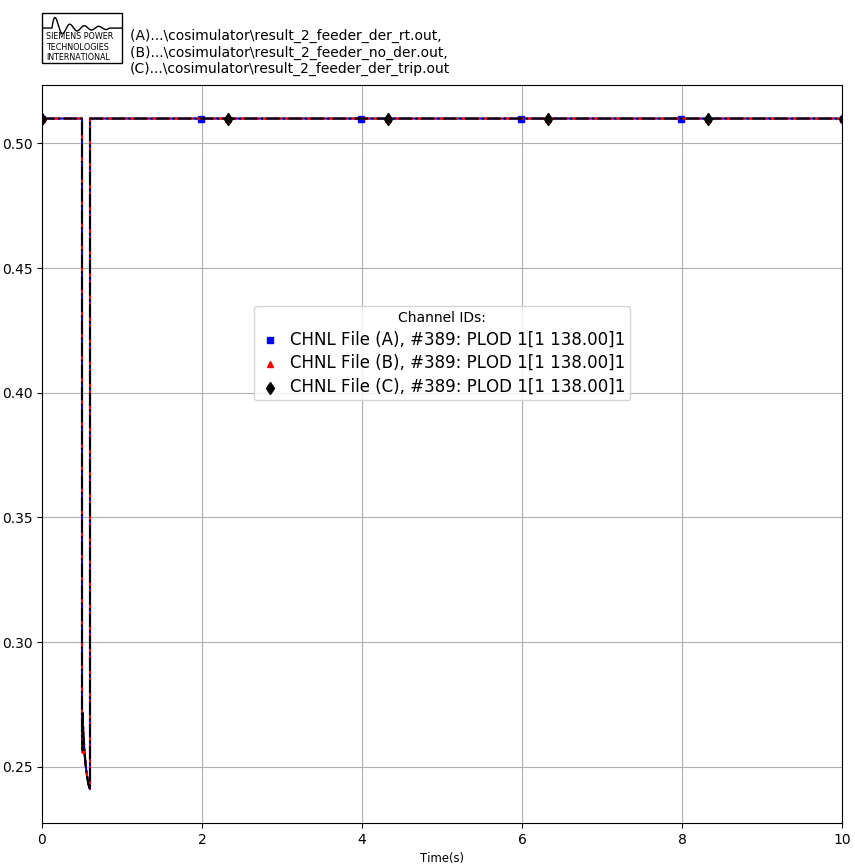 SIEMENS POWER
TECHNOLOGIES
INTERNATIONAL
(A)...\cosimulator\result_2_feeder_der_rt.out,
(B)...\cosimulator\result_2_feeder_no_der.out,
(C)...\cosimulator\result_2_feeder_der_trip.out
0.50
0.45
0.40
0.35
0.30
0.25
Channel IDs:
CHNL File (A), #389: PLOD 1[1 138.00]1
CHNL File (B), #389: PLOD 1[1 138.00]1
CHNL File (C), #389: PLOD 1[1 138.00]1
0 2 4 6 8 10
Time(s)